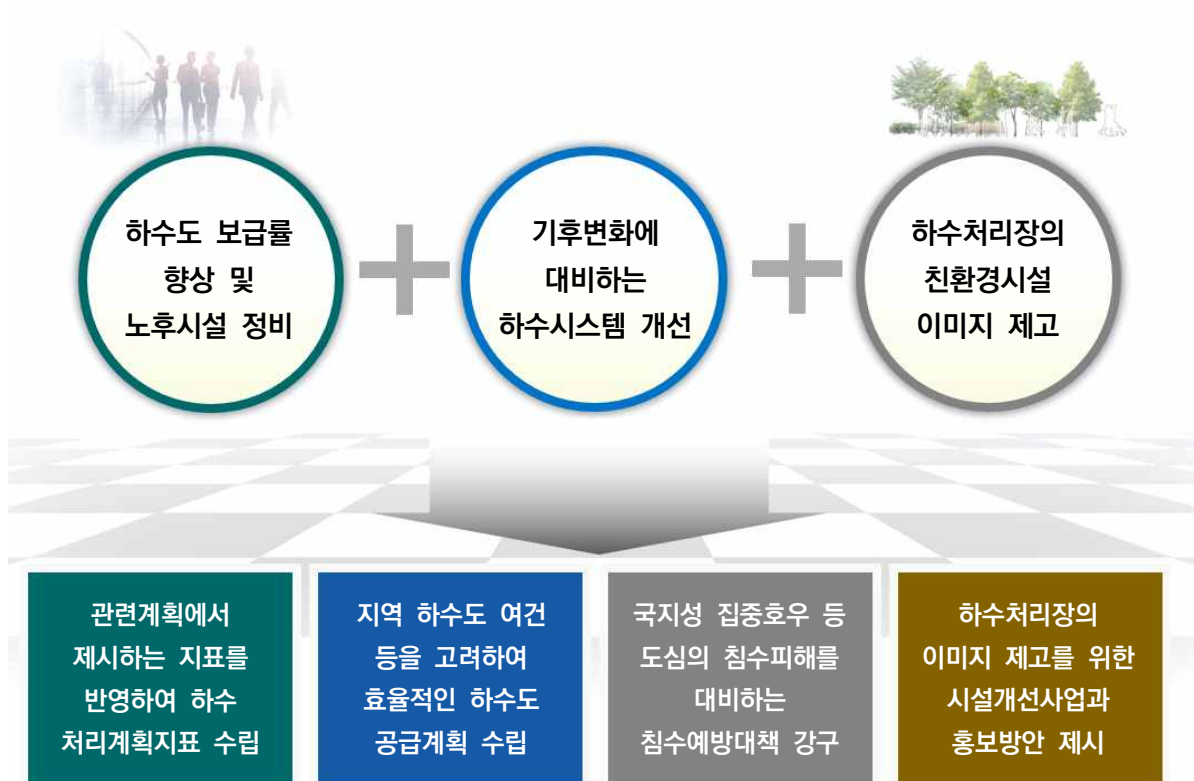 하수도 보급률
향상 및
노후시설 정비
기후변화에
대비하는
하수시스템 개선
하수처리장의
친환경시설
이미지 제고
관련계획에서
제시하는 지표를
반영하여 하수
처리계획지표 수립
지역 하수도 여건
등을 고려하여
효율적인 하수도
공급계획 수립
국지성 집중호우 등
도심의 침수피해를
대비하는
침수예방대책 강구
하수처리장의
이미지 제고를 위한
시설개선사업과
홍보방안 제시